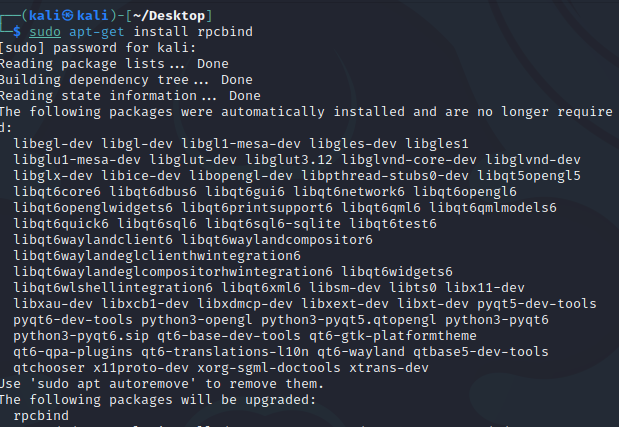 ┌──(kali㉿kali)-[~/Desktop]
└─$ sudo apt-get install rpcbind
[sudo] password for kali:
Reading package lists... Done
Building dependency tree... Done
Reading state information... Done
The following packages were automatically installed and are no longer require
d:
libegl-dev libgl-dev libgl1-mesa-dev libgles-dev libgles1
libglu1-mesa-dev libglut-dev libglut3.12 libglvnd-core-dev libglvnd-dev
libglx-dev libice-dev libopengl-dev libpthread-stubs0-dev libqt5opengl5
libqt6core6 libqt6dbus6 libqt6gui6 libqt6network6 libqt6opengl6
libqt6openglwidgets6 libqt6printsupport6 libqt6qml6 libqt6qmlmodels6
libqt6quick6 libqt6sql6 libqt6sql6-sqlite libqt6test6
libqt6waylandclient6 libqt6waylandcompositor6
libqt6waylandeglclienthwintegration6
libqt6waylandeglcompositorhwintegration6 libqt6widgets6
libqt6wlshellintegration6 libqt6xml6 libsm-dev libts0 libx11-dev
libxau-dev libxcb1-dev libxdmcp-dev libxext-dev libxt-dev pyqt5-dev-tools
pyqt6-dev-tools python3-opengl python3-pyqt5.qtopengl python3-pyqt6
python3-pyqt6.sip qt6-base-dev-tools qt6-gtk-platformtheme
qt6-qpa-plugins qt6-translations-l10n qt6-wayland qtbase5-dev-tools
qtchooser x11proto-dev xorg-sgml-doctools xtrans-dev
Use 'sudo apt autoremove' to remove them.
The following packages will be upgraded:
rpcbind